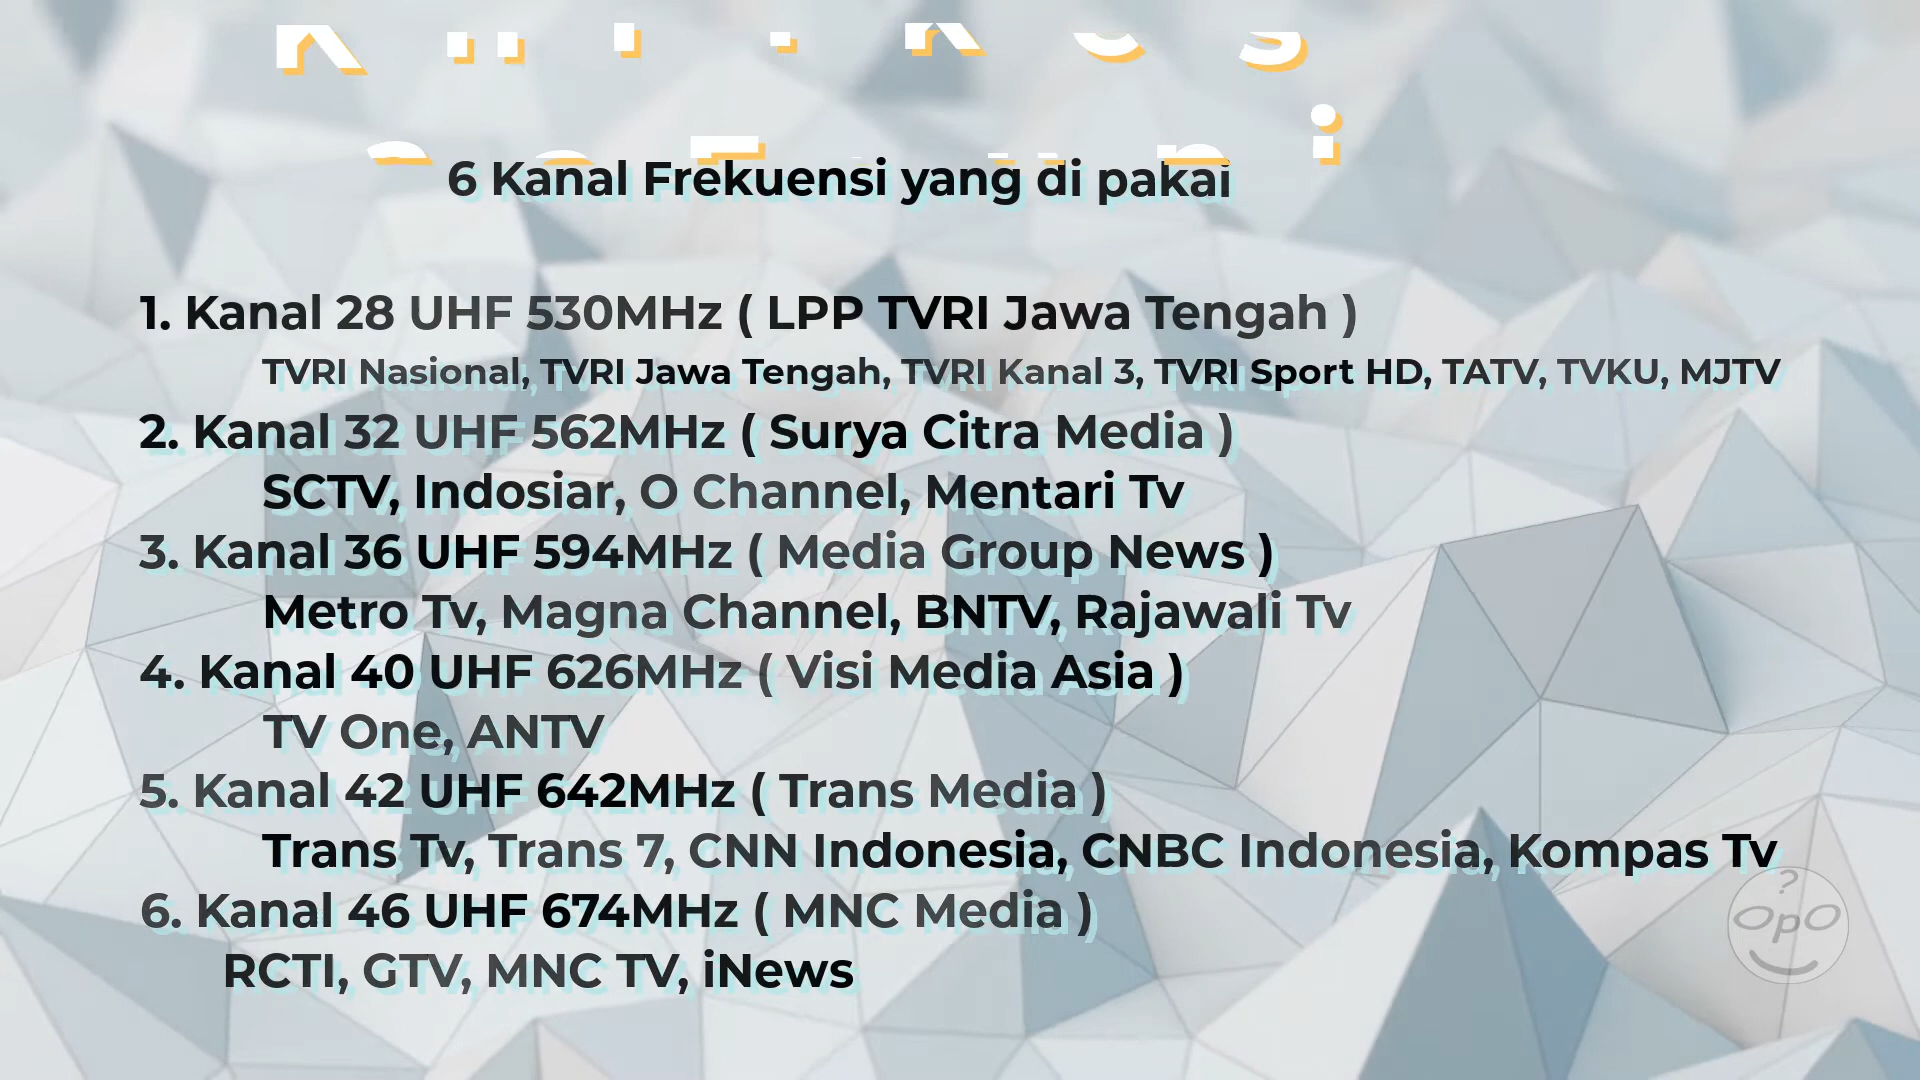 6 Kanal Frekuensi yang di pakai
1. Kanal 28 UHF 530MHz ( LPP TVRI Jawa Tengah )
TVRI Nasional, TVRI Jawa Tengah, TVRI Kanal 3, TVRI Sport HD, TATV, TVKU, MJTV
2. Kanal 32 UHF 562MHz ( Surya Citra Media )
SCTV, Indosiar, O Channel, Mentari Tv
3. Kanal 36 UHF 594MHz ( Media Group News )
Metro Tv, Magna Channel, BNTV, Rajawali Tv
4. Kanal 40 UHF 626MHz ( Visi Media Asia )
TV One, ANTV
5. Kanal 42 UHF 642MHz ( Trans Media )
Trans Tv, Trans 7, CNN Indonesia, CNBC Indonesia, Kompas Tv
6. Kanal 46 UHF 674MHz ( MNC Media )
RCTI, GTV, MNC TV, iNews
?
OpO